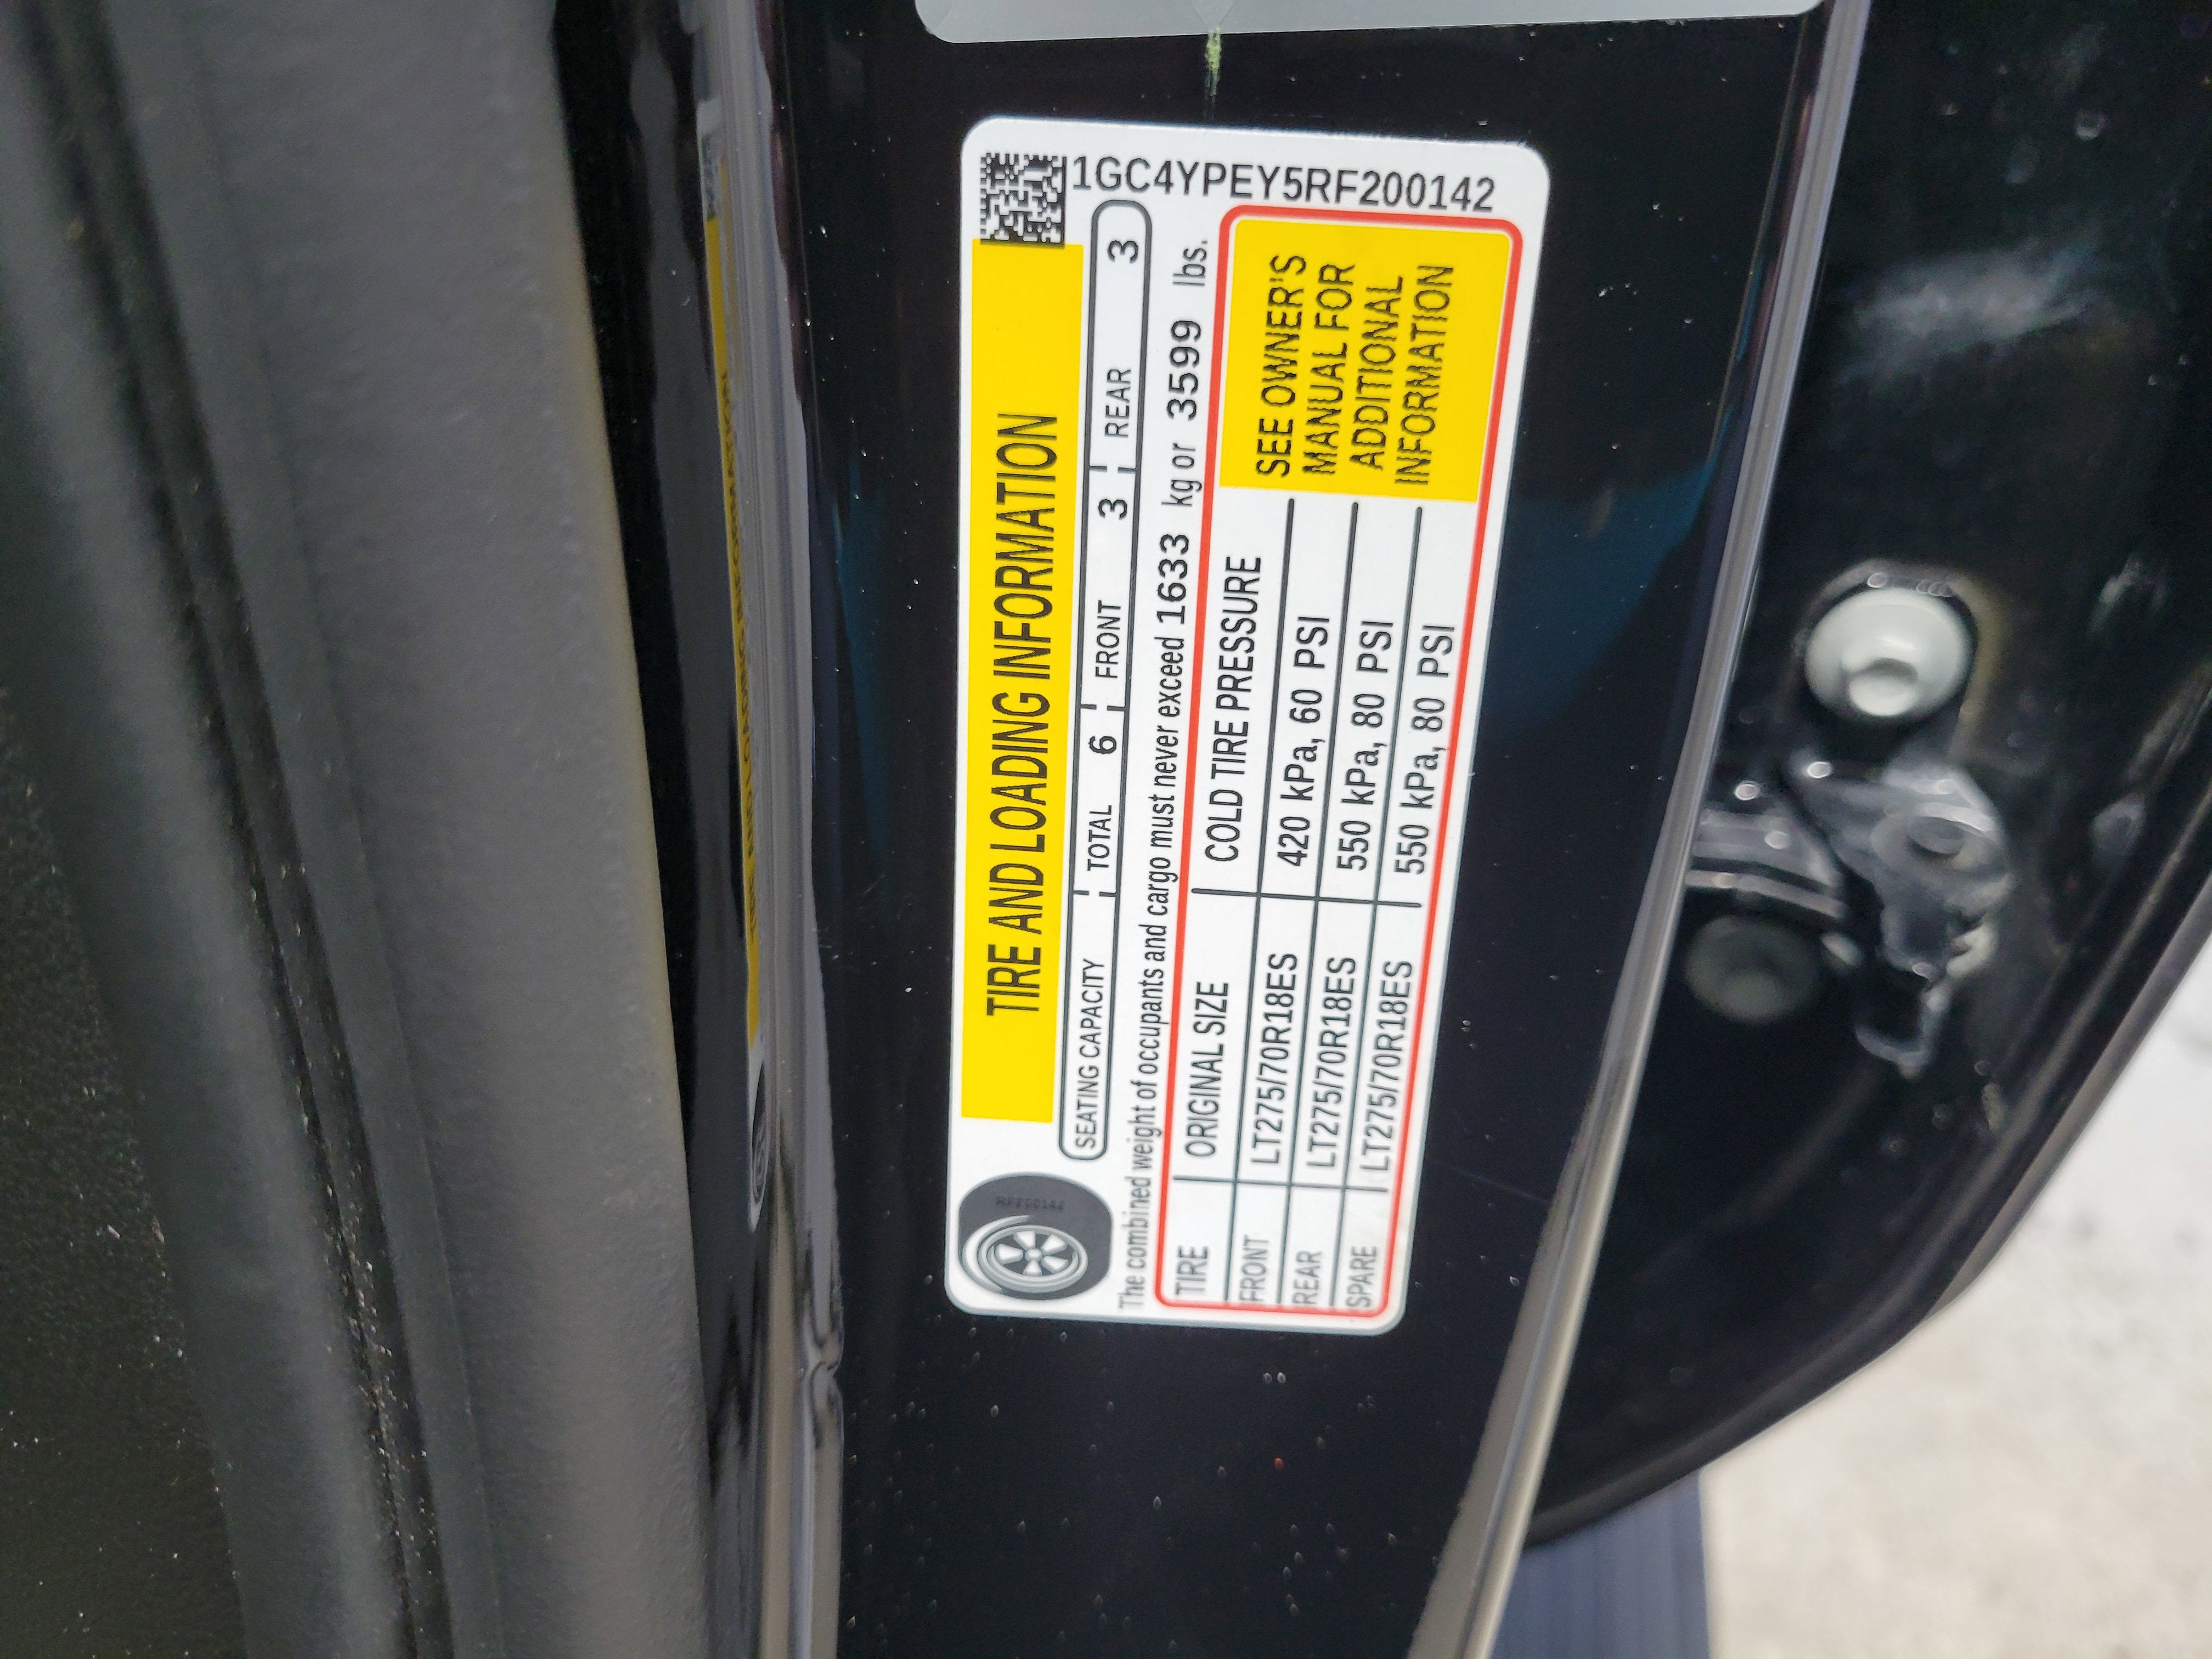 TIRE AND LOADING INFORMATION
1GC4YPEY5RF200142
SEATING CAPACITY TOTAL 6 FRONT 3 REAR 3
The combined weight of occupants and cargo must never exceed 1633 kg or 3599 lbs.
TIRE ORIGINAL SIZE COLD TIRE PRESSURE
FRONT LT275/70R18ES 420 kPa, 60 PSI
REAR LT275/70R18ES 550 kPa, 80 PSI
SPARE LT275/70R18ES 550 kPa, 80 PSI
SEE OWNER'S
MANUAL FOR
ADDITIONAL
INFORMATION
RF200142